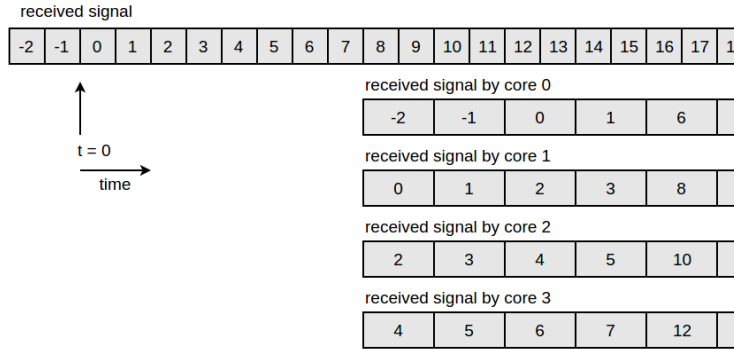 received signal
-2 -1 0 1 2 3 4 5 6 7 8 9 10 11 12 13 14 15 16 17
t = 0
time
received signal by core 0
-2 -1 0 1 6
received signal by core 1
0 1 2 3 8
received signal by core 2
2 3 4 5 10
received signal by core 3
4 5 6 7 12